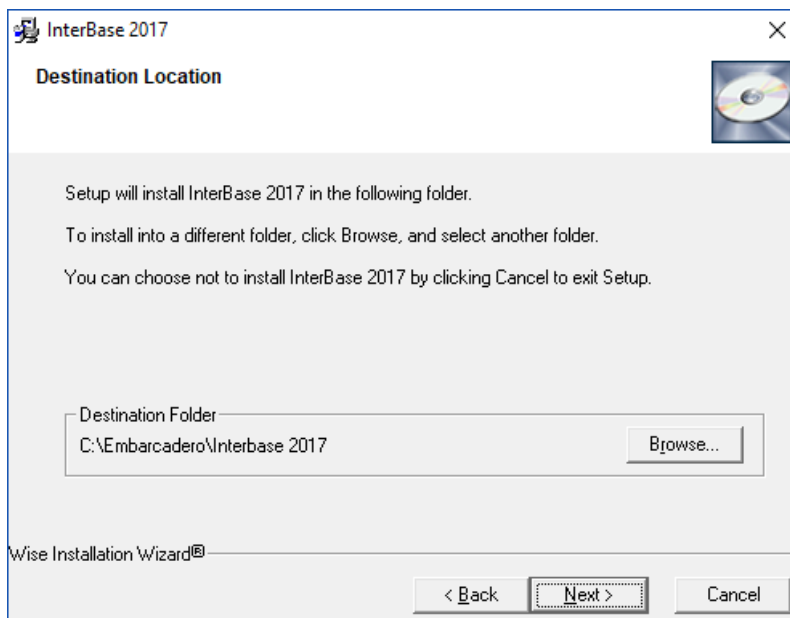 InterBase 2017
Destination Location
Setup will install InterBase 2017 in the following folder.
To install into a different folder, click Browse, and select another folder.
You can choose not to install InterBase 2017 by clicking Cancel to exit Setup.
Destination Folder
C:\Embarcadero\Interbase 2017
Browse...
Wise Installation Wizard®
< Back
Next >
Cancel